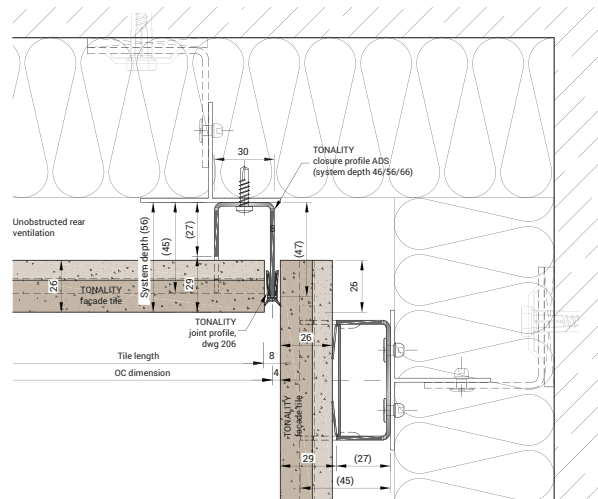 30
TONALITY
closure profile ADS
(system depth 46/56/66)
Unobstructed rear
ventilation
System depth (56)
(45)
(27)
8
(47)
26
TONALITY
façade tile
29
26
TONALITY
joint profile,
dwg 206
26
Tile length
8
OC dimension
4
TONALITY
façade tile
29
(27)
(45)